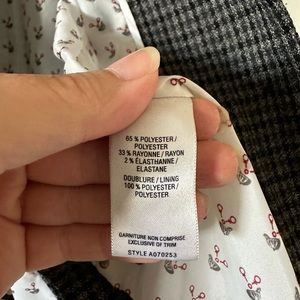 65 % POLYESTER /
POLYESTER
33 % RAYONNE / RAYON
2 % ÉLASTHANNE /
ELASTANE
DOUBLURE / LINING
100 % POLYESTER /
POLYESTER
GARNITURE NON COMPRISE
EXCLUSIVE OF TRIM
STYLE A070253